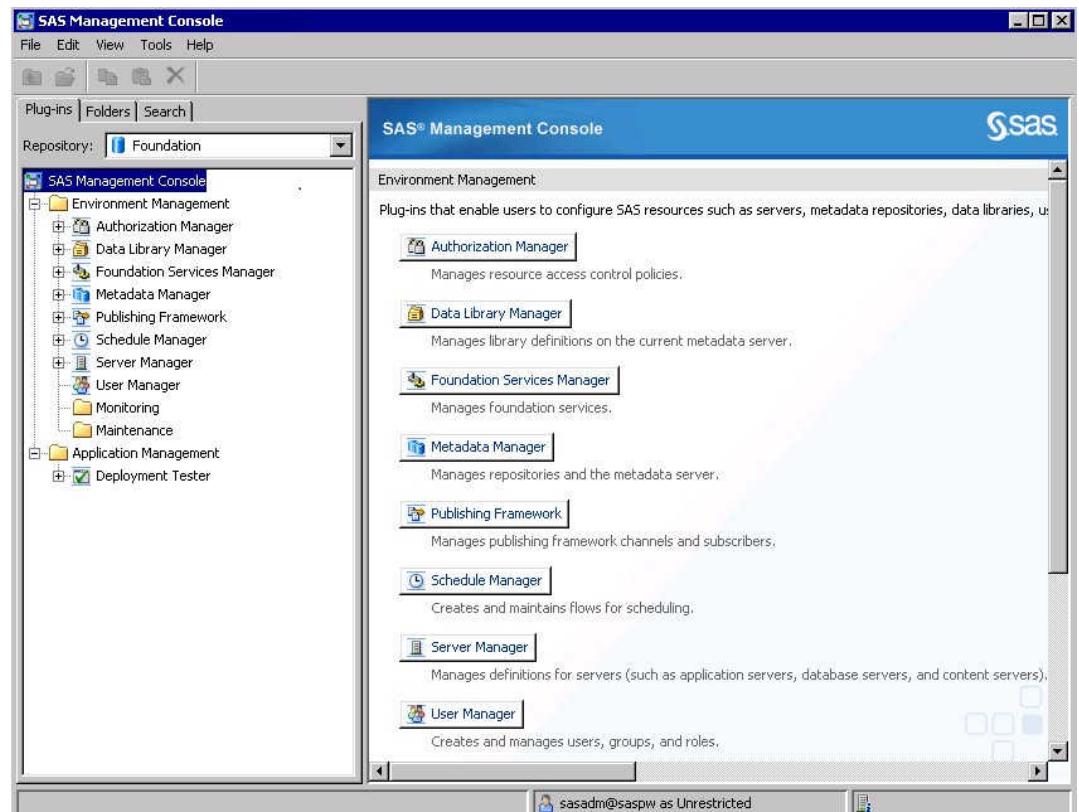 SAS Management Console
File Edit View Tools Help
Plug-ins Folders Search
Repository: Foundation
SAS Management Console
Environment Management
Authorization Manager
Data Library Manager
Foundation Services Manager
Metadata Manager
Publishing Framework
Schedule Manager
Server Manager
User Manager
Monitoring
Maintenance
Application Management
Deployment Tester
SAS® Management Console
sas
Environment Management
Plug-ins that enable users to configure SAS resources such as servers, metadata repositories, data libraries,
Authorization Manager
Manages resource access control policies.
Data Library Manager
Manages library definitions on the current metadata server.
Foundation Services Manager
Manages foundation services.
Metadata Manager
Manages repositories and the metadata server.
Publishing Framework
Manages publishing framework channels and subscribers.
Schedule Manager
Creates and maintains flows for scheduling.
Server Manager
Manages definitions for servers (such as application servers, database servers, and content servers).
User Manager
Creates and manages users, groups, and roles.
sasadm@saspw as Unrestricted